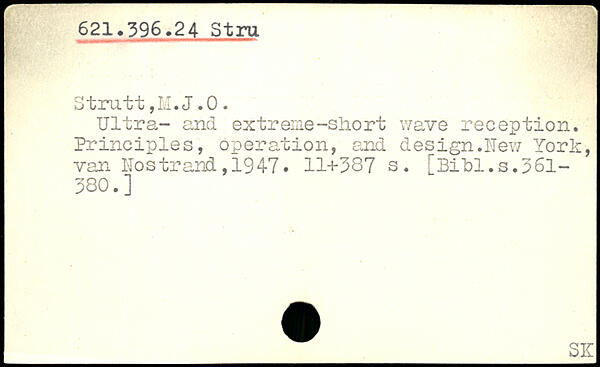 621.396.24 Stru
Strutt,M.J.O.
Ultra- and extreme-short wave reception.
Principles, operation, and design.New York,
van Nostrand,1947. 11+387 s. [Bibl.s.361-
380.]
SK